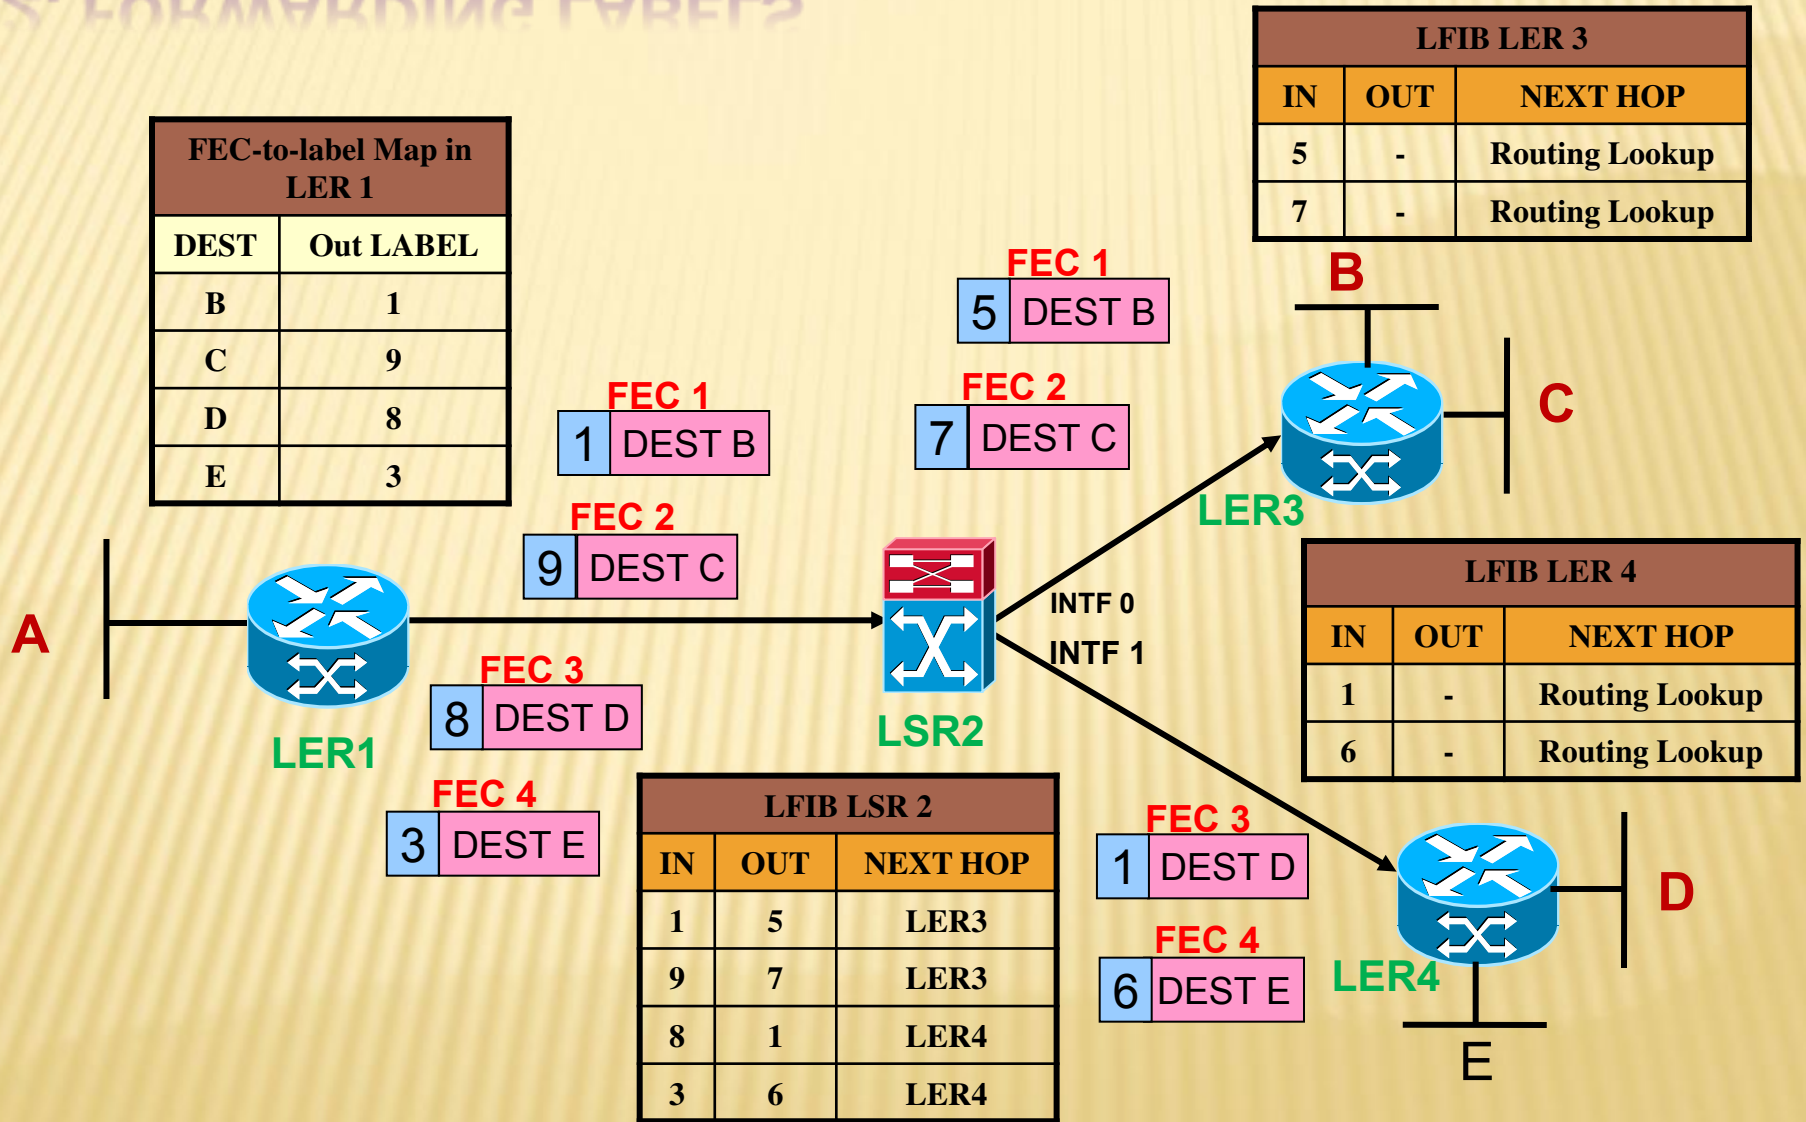 2. FORWARDING LABELS
FEC-to-label Map in
LER 1
DEST Out LABEL
B 1
C 9
D 8
E 3
LFIB LER 3
IN OUT NEXT HOP
5 - Routing Lookup
7 - Routing Lookup
FEC 1
5 DEST B
FEC 2
7 DEST C
FEC 1
1 DEST B
FEC 2
9 DEST C
B
C
LER3
A
LER1
FEC 3
8 DEST D
FEC 4
3 DEST E
LSR2
INTF 0
INTF 1
LFIB LSR 2
IN OUT NEXT HOP
1 5 LER3
9 7 LER3
8 1 LER4
3 6 LER4
LFIB LER 4
IN OUT NEXT HOP
1 - Routing Lookup
6 - Routing Lookup
FEC 3
1 DEST D
FEC 4
6 DEST E
LER4
D
E